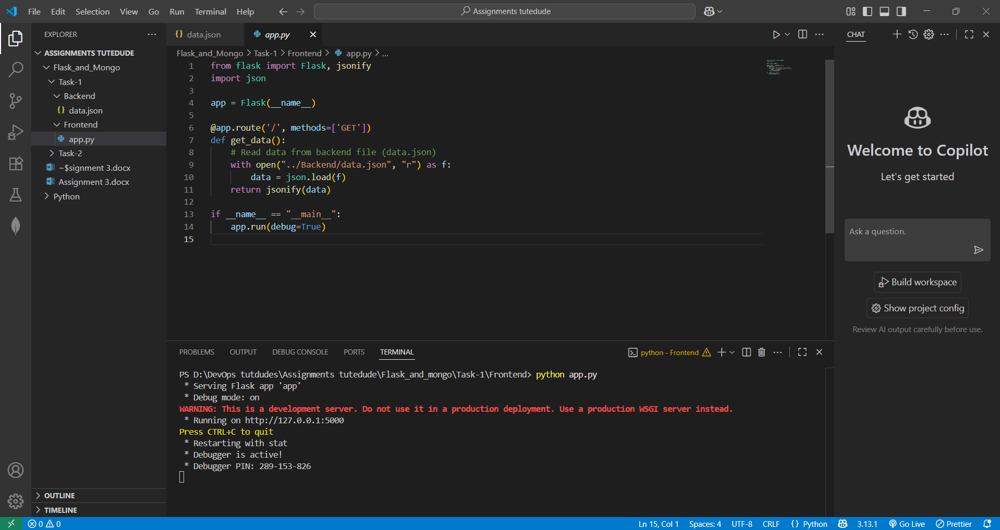 File Edit Selection View Go Run Terminal Help
Assignments tutedude
EXPLORER
ASSIGNMENTS TUTEDUDE
Flask_and_Mongo
Task-1
Backend
{} data.json
Frontend
app.py
Task-2
~$signment 3.docx
Assignment 3.docx
Python
OUTLINE
TIMELINE
{} data.json
app.py
Flask_and_Mongo > Task-1 > Frontend > app.py > ...
1 from flask import Flask, jsonify
2 import json
3
4 app = Flask(__name__)
5
6 @app.route('/', methods=['GET'])
7 def get_data():
8 # Read data from backend file (data.json)
9 with open("../Backend/data.json", "r") as f:
10 data = json.load(f)
11 return jsonify(data)
12
13 if __name__ == "__main__":
14 app.run(debug=True)
15
PROBLEMS OUTPUT DEBUG CONSOLE PORTS TERMINAL
python - Frontend
PS D:\DevOps tutdudes\Assignments tutedude\Flask_and_mongo\Task-1\Frontend> python app.py
* Serving Flask app 'app'
* Debug mode: on
WARNING: This is a development server. Do not use it in a production deployment. Use a production WSGI server instead.
* Running on http://127.0.0.1:5000
Press CTRL+C to quit
* Restarting with stat
* Debugger is active!
* Debugger PIN: 289-153-826
CHAT
Welcome to Copilot
Let's get started
Ask a question.
Build workspace
Show project config
Review AI output carefully before use.
0 0
Ln 15, Col 1 Spaces: 4 UTF-8 CRLF {} Python 3.13.1 Go Live Prettier